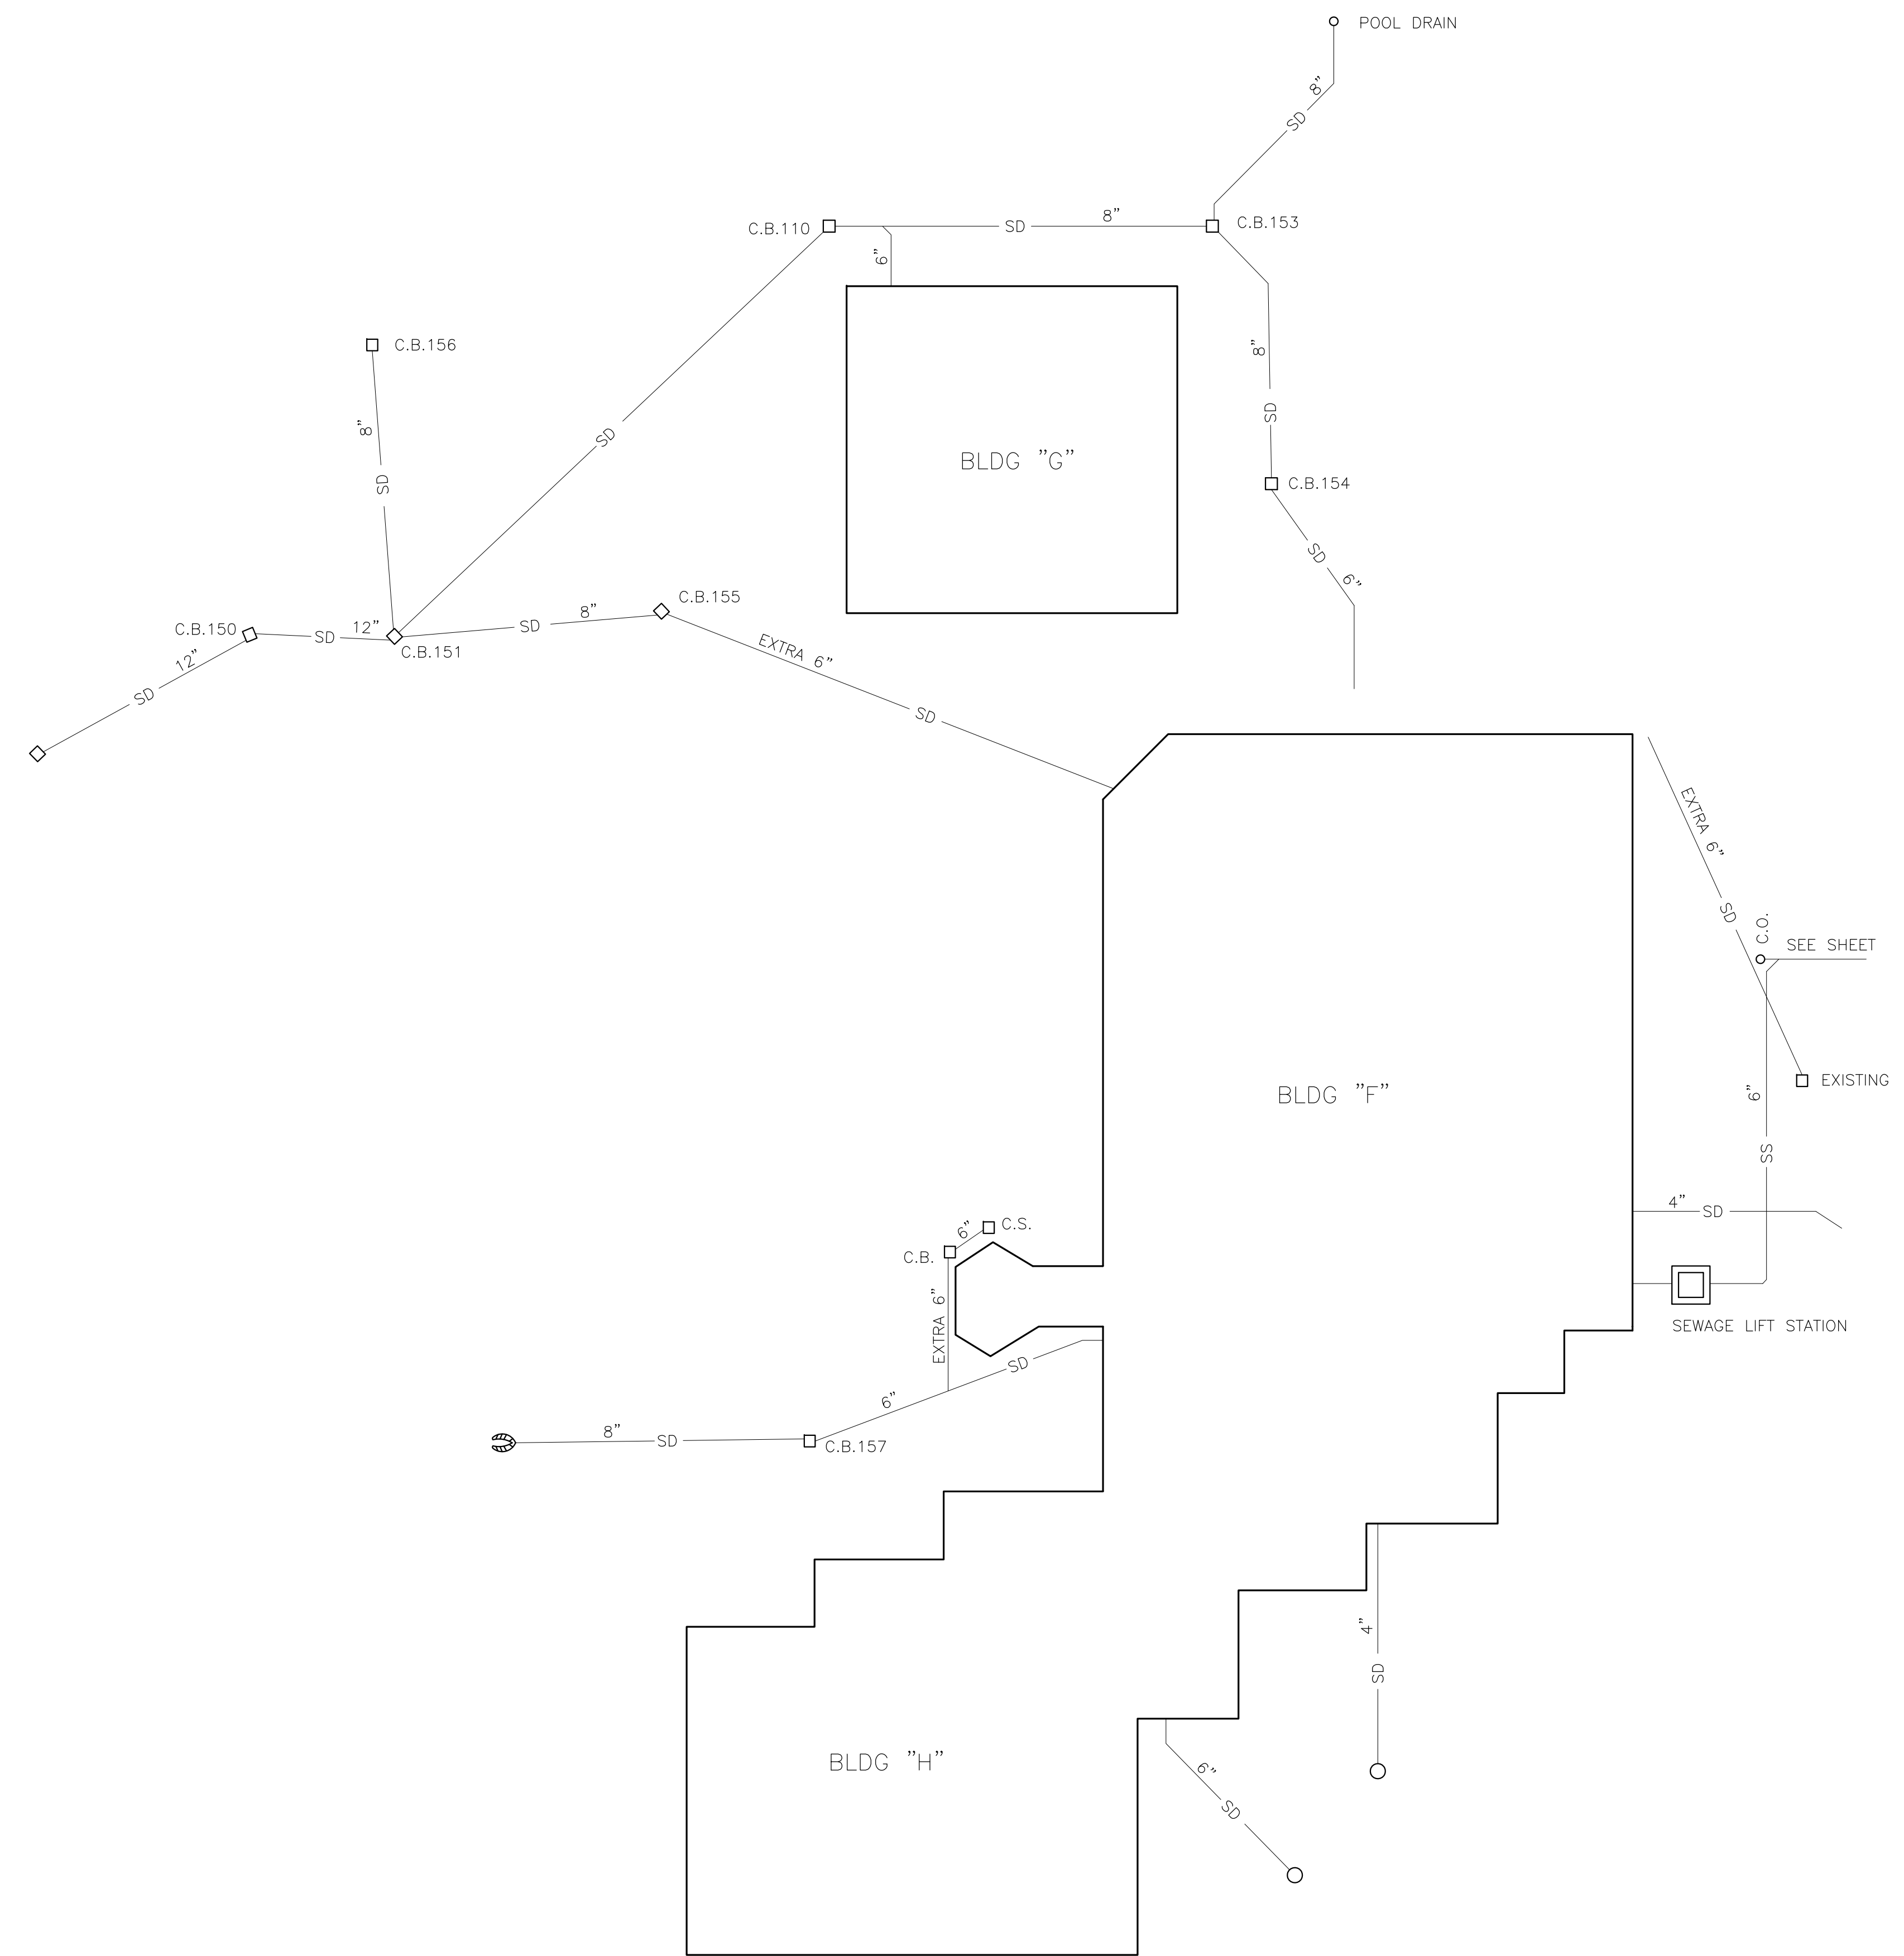 POOL DRAIN
8”
SD
C.B.110
SD
8”
C.B.153
6”
C.B.156
8”
8”
SD
SD
BLDG ”G”
SD
C.B.154
SD
6”
C.B.155
8”
C.B.150
SD
12”
SD
C.B.151
EXTRA 6”
12”
SD
SD
EXTRA 6”
SD
C.O.
SEE SHEET
EXISTING
BLDG ”F”
6”
SS
4”
SD
6”
C.S.
C.B.
EXTRA 6”
SEWAGE LIFT STATION
SD
6”
8”
SD
C.B.157
4”
SD
BLDG ”H”
6”
SD